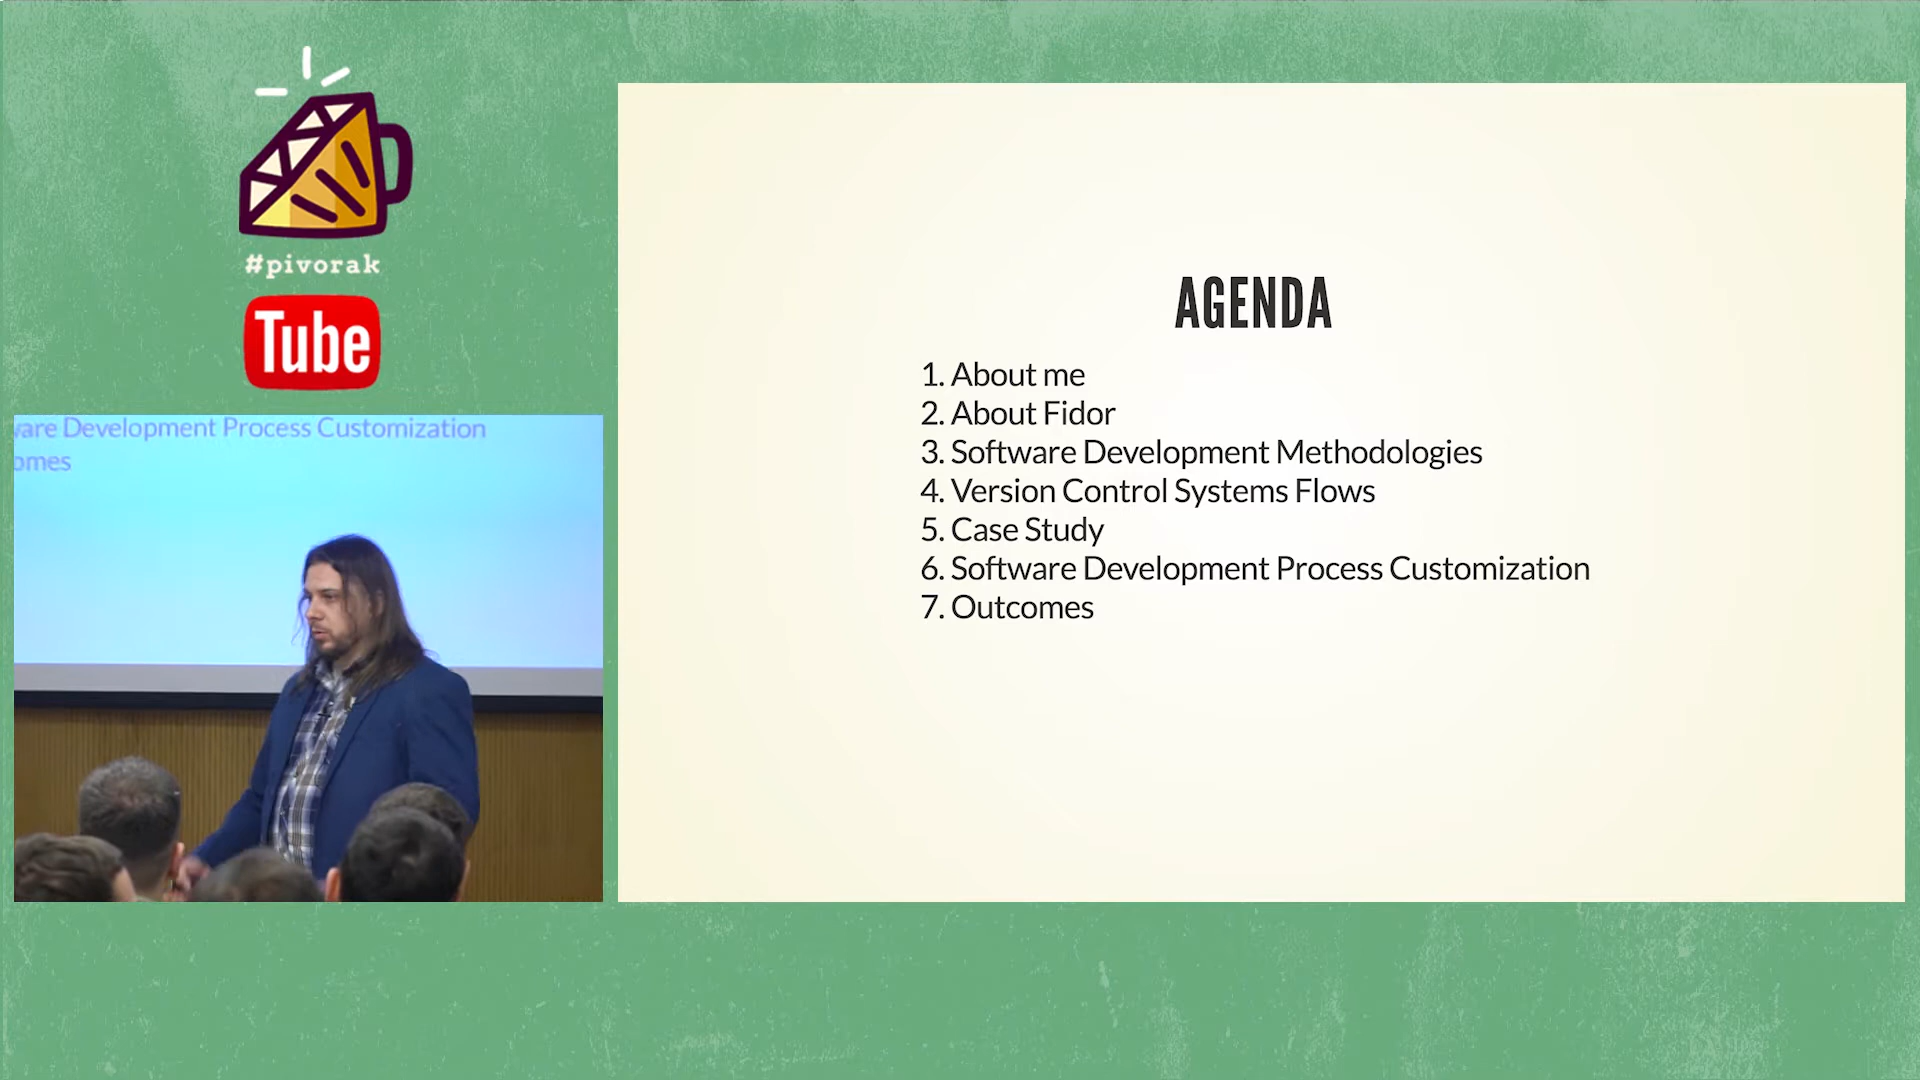 #pivorak
Tube
ware Development Process Customization
omes
AGENDA
1. About me
2. About Fidor
3. Software Development Methodologies
4. Version Control Systems Flows
5. Case Study
6. Software Development Process Customization
7. Outcomes